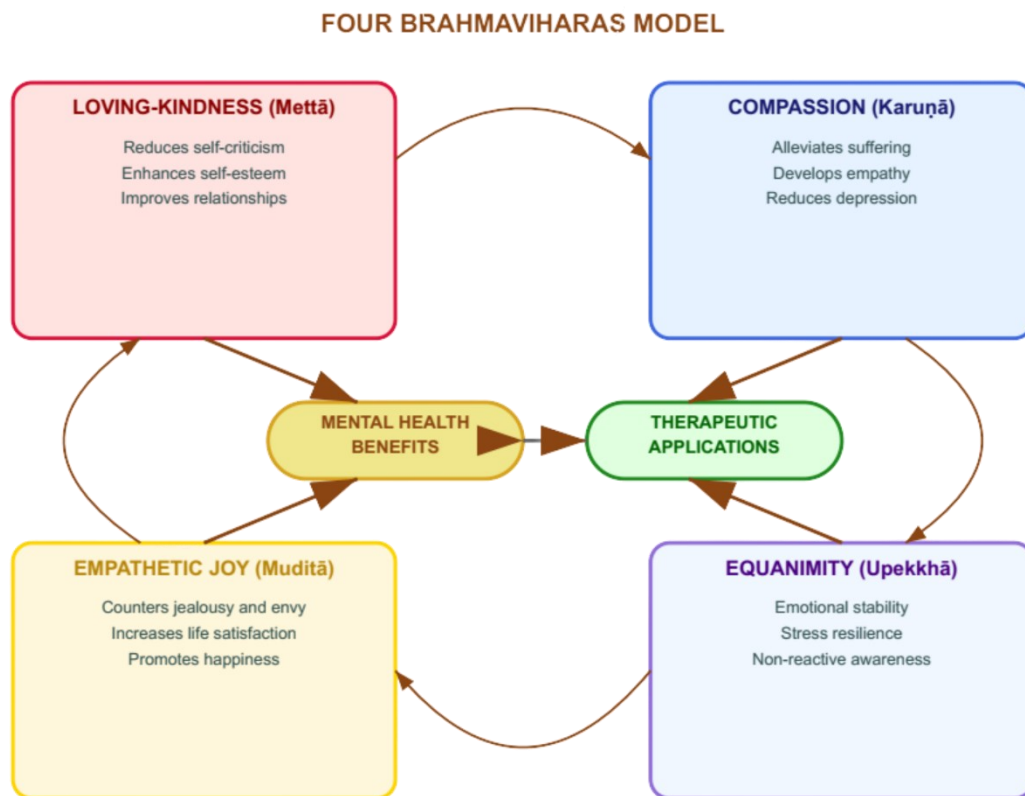 FOUR BRAHMAVIHARAS MODEL
LOVING-KINDNESS (Mettā)
Reduces self-criticism
Enhances self-esteem
Improves relationships
COMPASSION (Karuṇā)
Alleviates suffering
Develops empathy
Reduces depression
MENTAL HEALTH
BENEFITS
THERAPEUTIC
APPLICATIONS
EMPATHETIC JOY (Muditā)
Counters jealousy and envy
Increases life satisfaction
Promotes happiness
EQUANIMITY (Upekkhā)
Emotional stability
Stress resilience
Non-reactive awareness